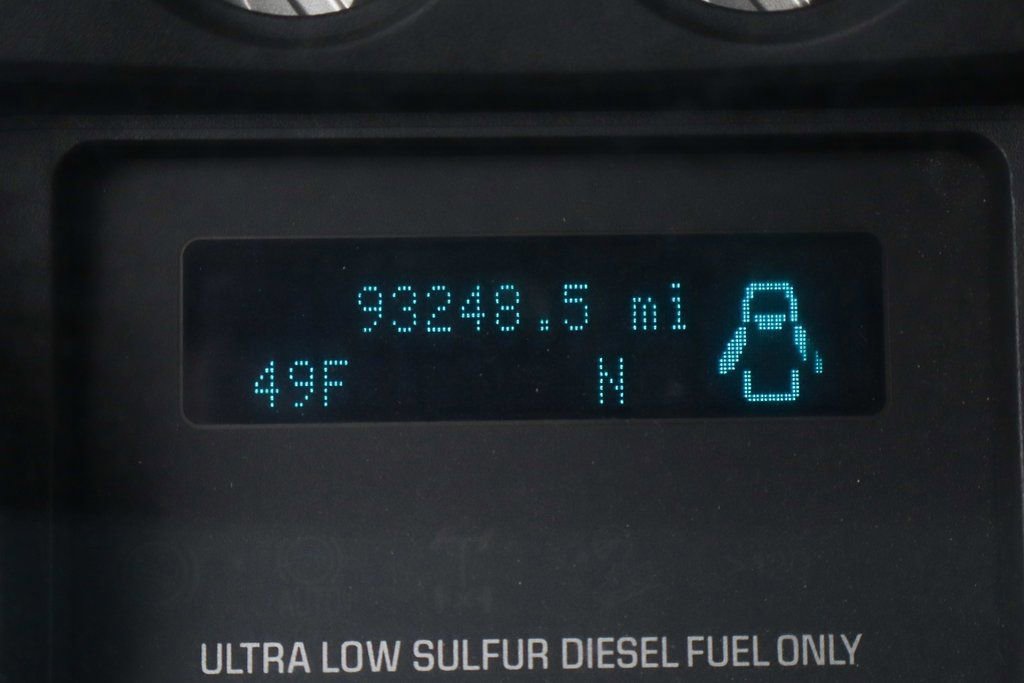 93248.5 mi
49F N
ULTRA LOW SULFUR DIESEL FUEL ONLY